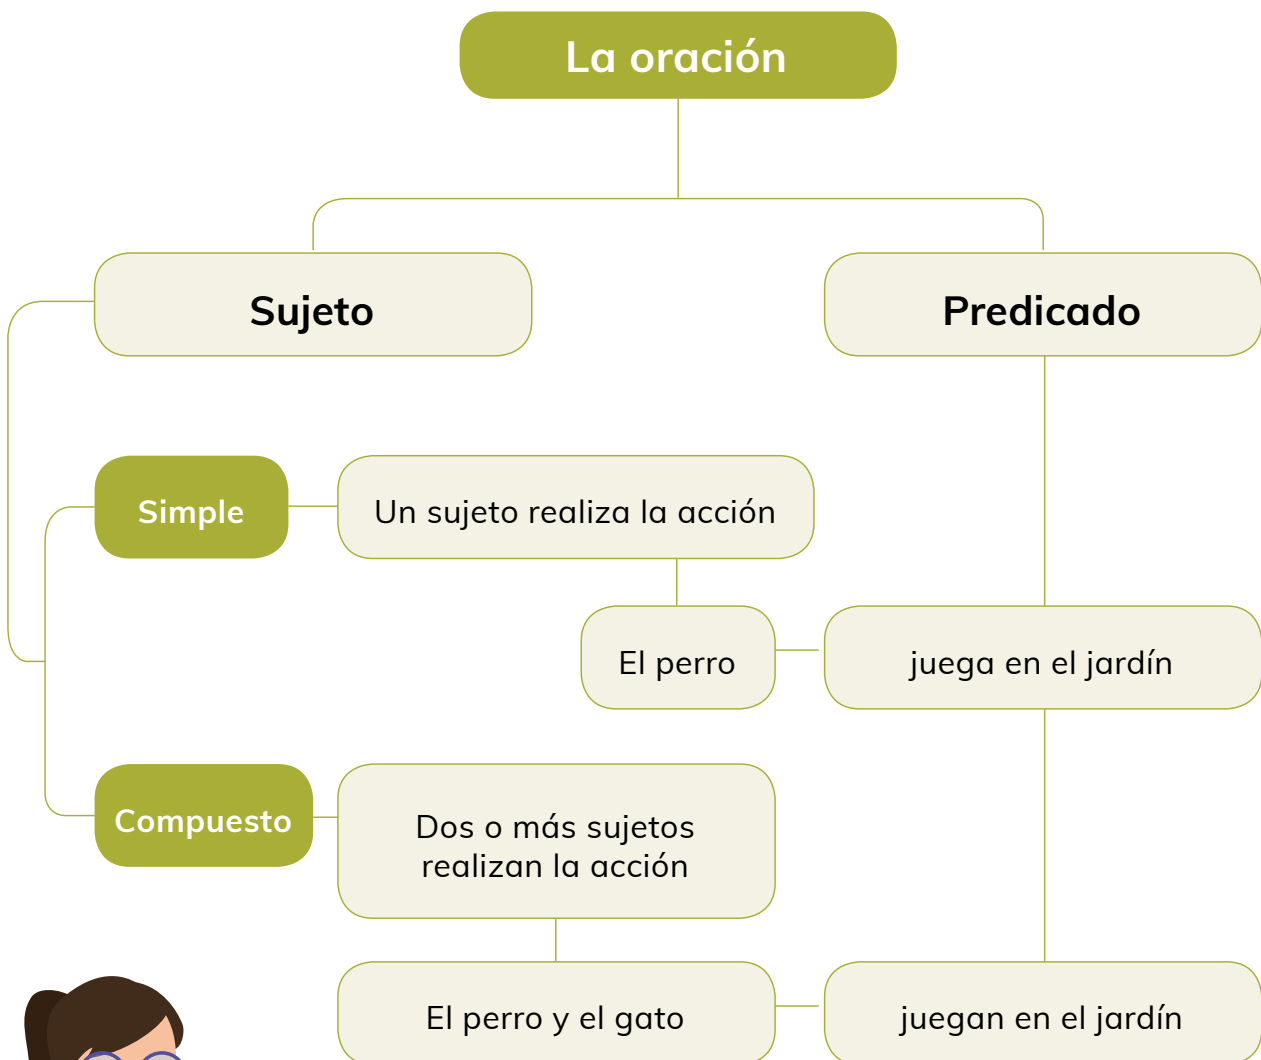 La oración
Sujeto
Predicado
Simple
Un sujeto realiza la acción
El perro
juega en el jardín
Compuesto
Dos o más sujetos
realizan la acción
El perro y el gato
juegan en el jardín